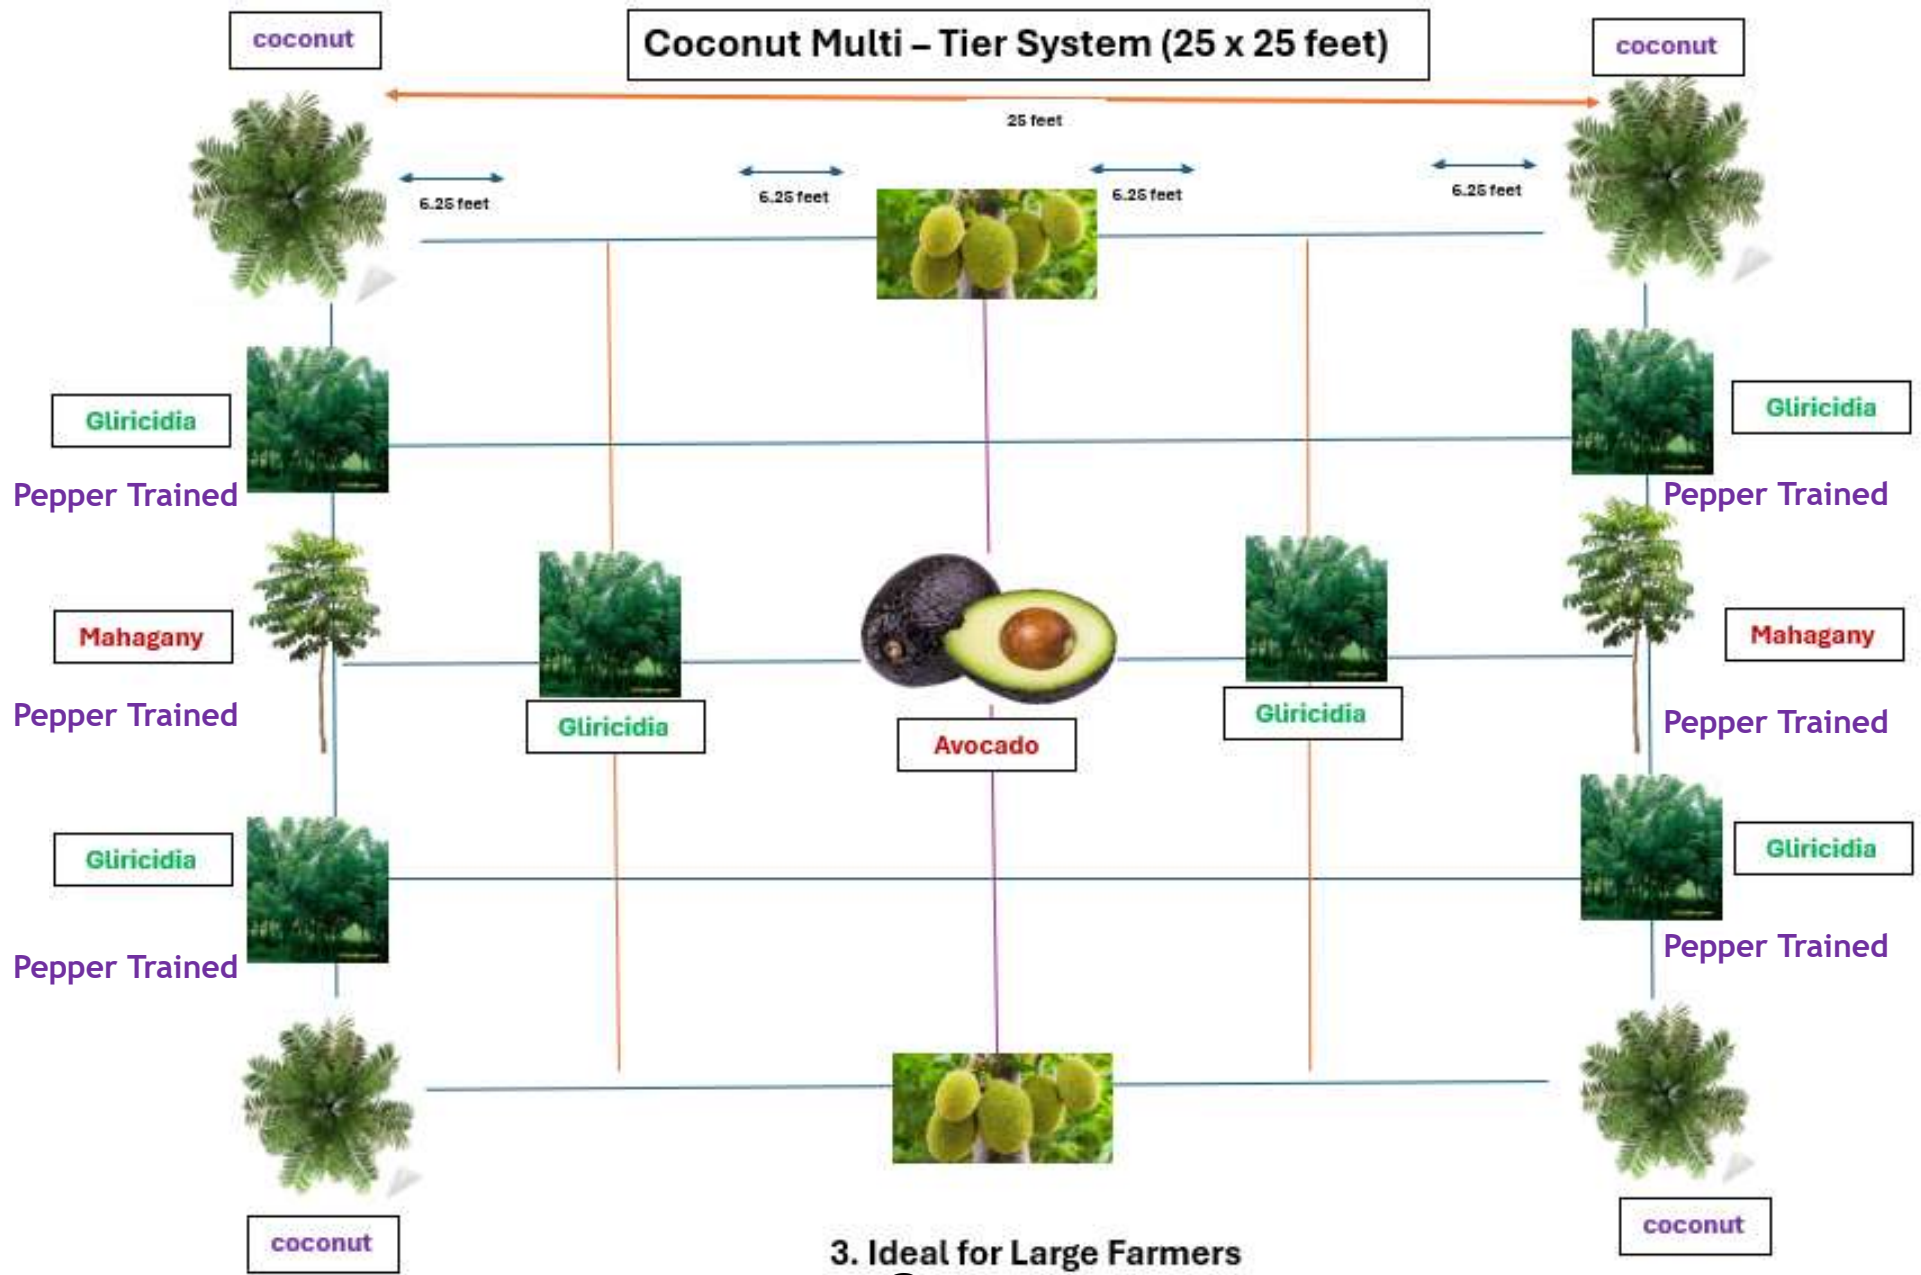 coconut
Coconut Multi – Tier System (25 x 25 feet)
coconut
25 feet
6.25 feet
6.25 feet
6.25 feet
6.25 feet
Gliricidia
Gliricidia
Pepper Trained
Pepper Trained
Mahagany
Mahagany
Pepper Trained
Gliricidia
Avocado
Gliricidia
Pepper Trained
Gliricidia
Gliricidia
Pepper Trained
Pepper Trained
coconut
coconut
3. Ideal for Large Farmers